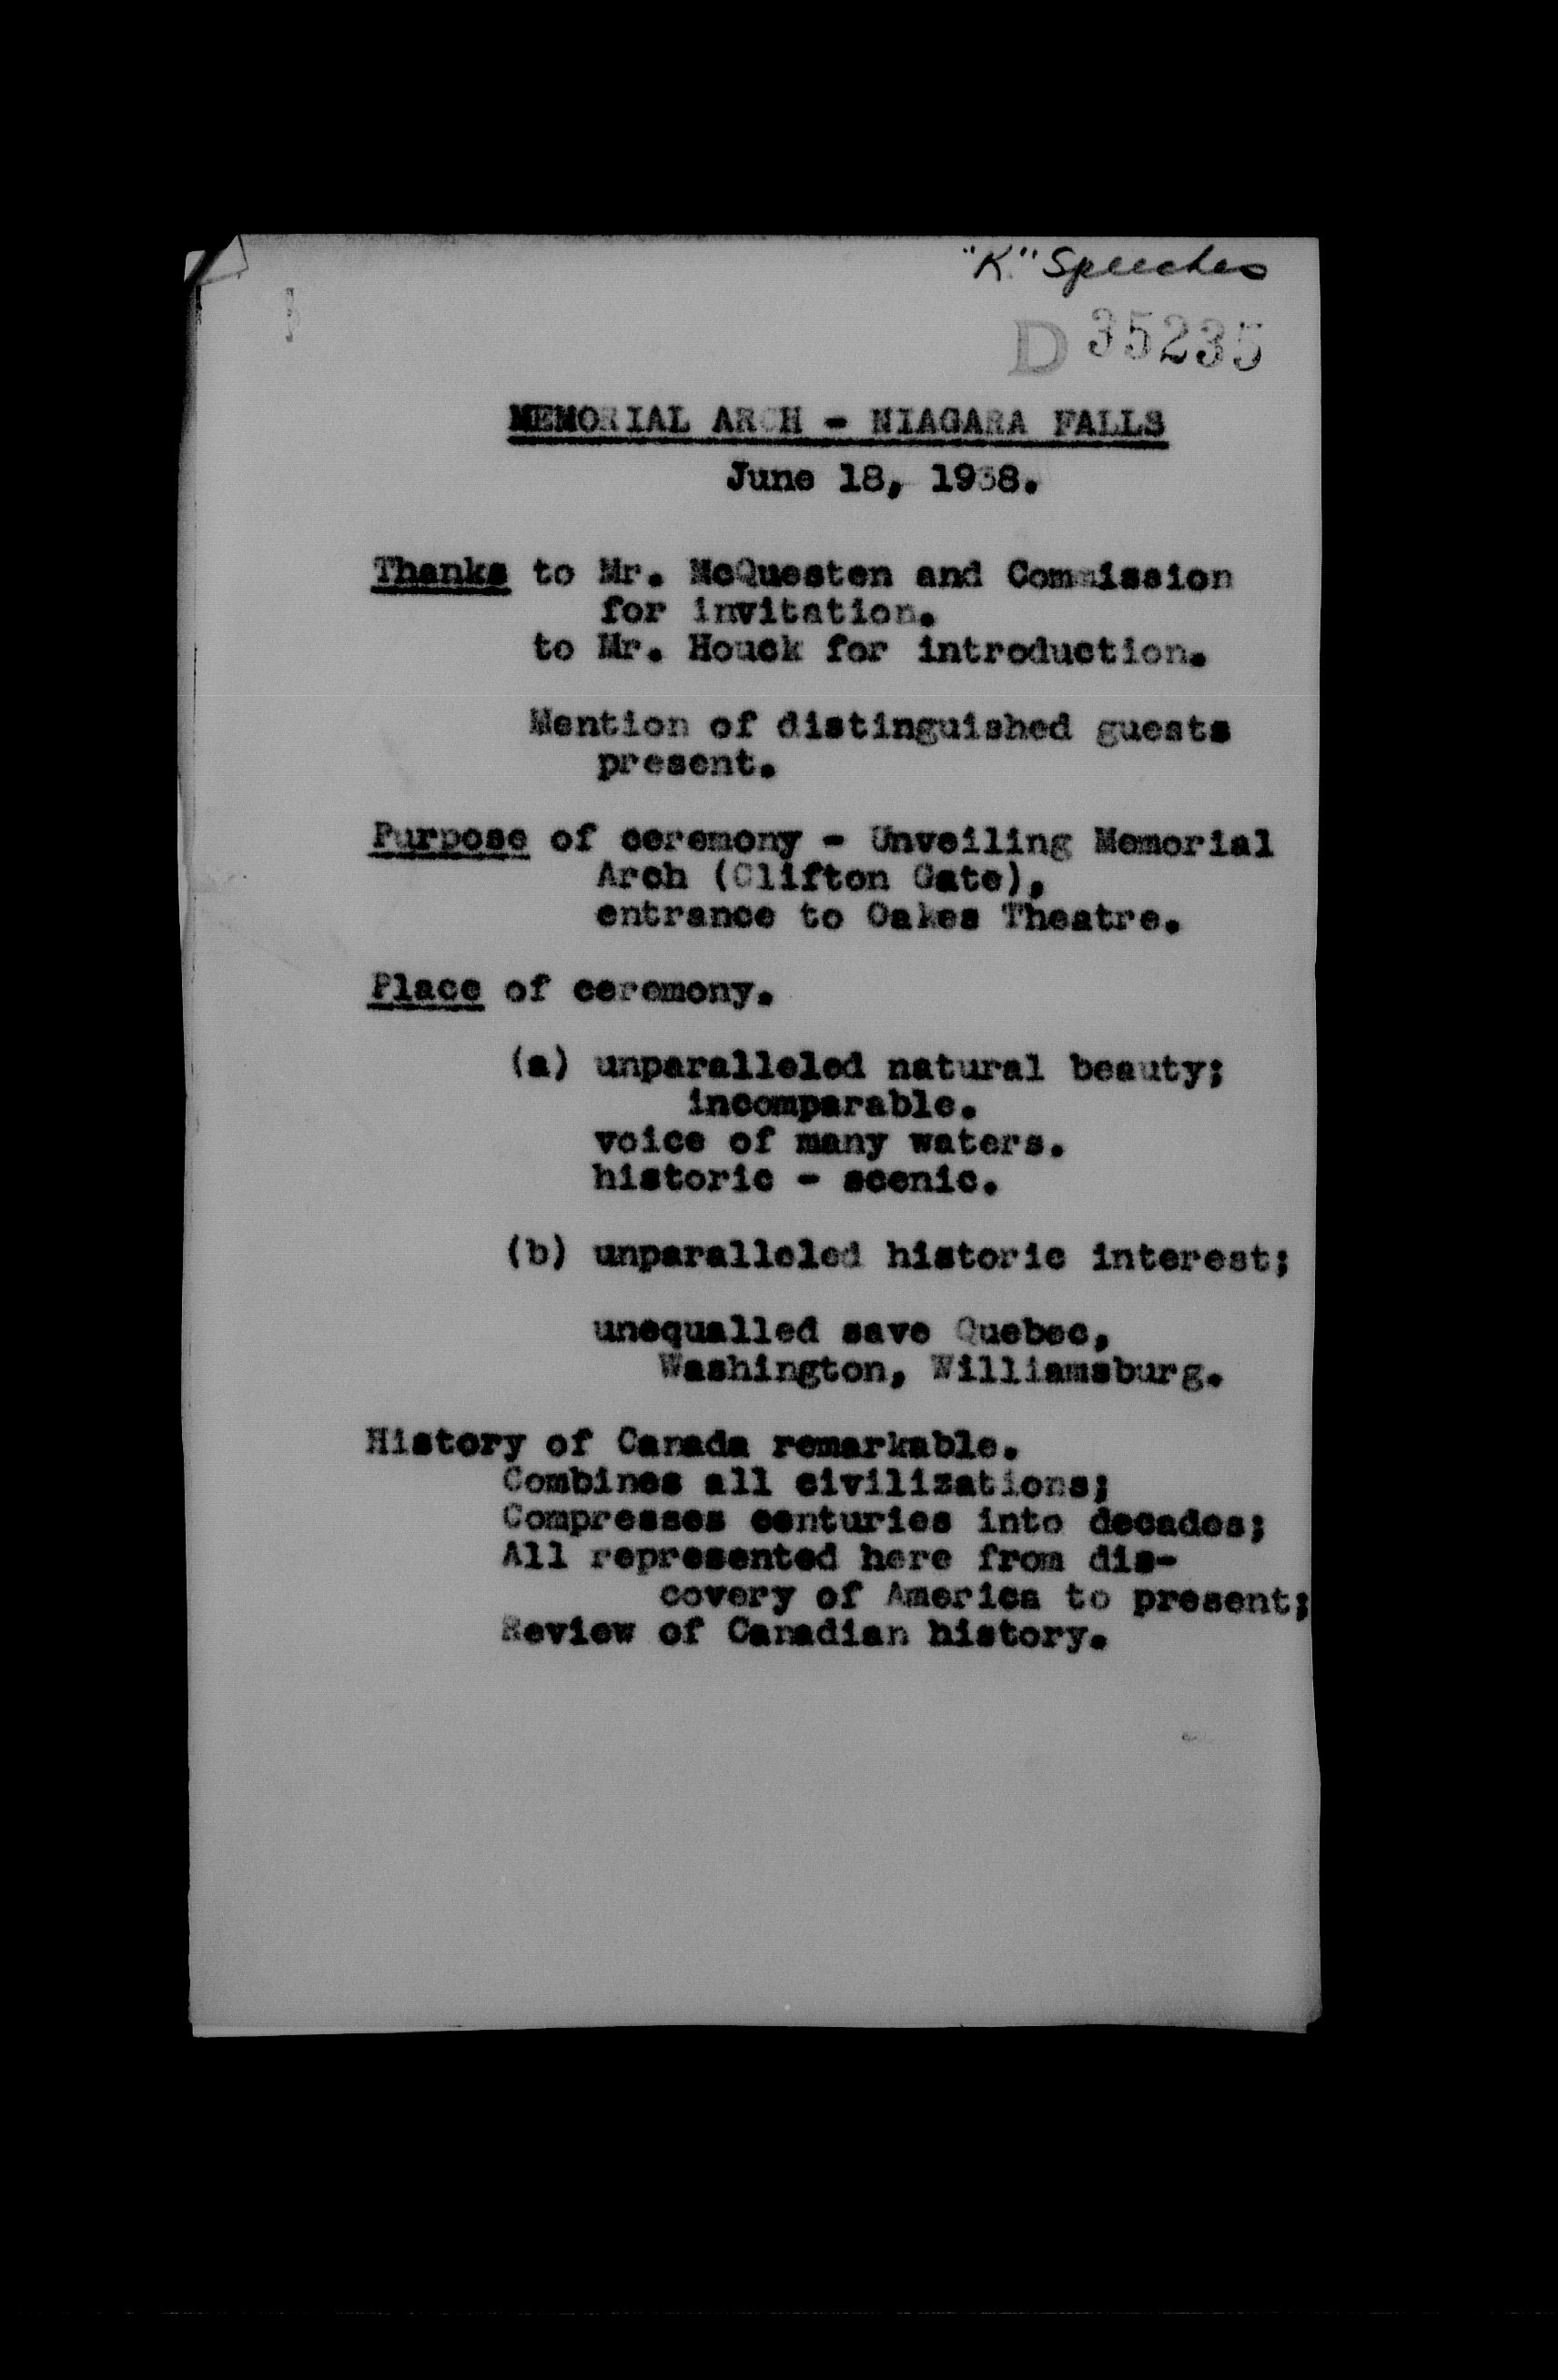 "K." Speeches
D 35235
MEMORIAL ARCH - NIAGARA FALLS
June 18, 1938.
Thanks to Mr. McQuesten and Commission
for invitation.
to Mr. Houck for introduction.
Mention of distinguished guests
present.
Purpose of ceremony - Unveiling Memorial
Arch (Clifton Gate),
entrance to Oakes Theatre.
Place of ceremony.
(a) unparalleled natural beauty;
incomparable.
voice of many waters.
historic - scenic.
(b) unparalleled historic interest;
unequalled save Quebec,
Washington, Williamsburg.
History of Canada remarkable.
Combines all civilizations;
Compresses centuries into decades;
All represented here from dis-
covery of America to present;
Review of Canadian history.